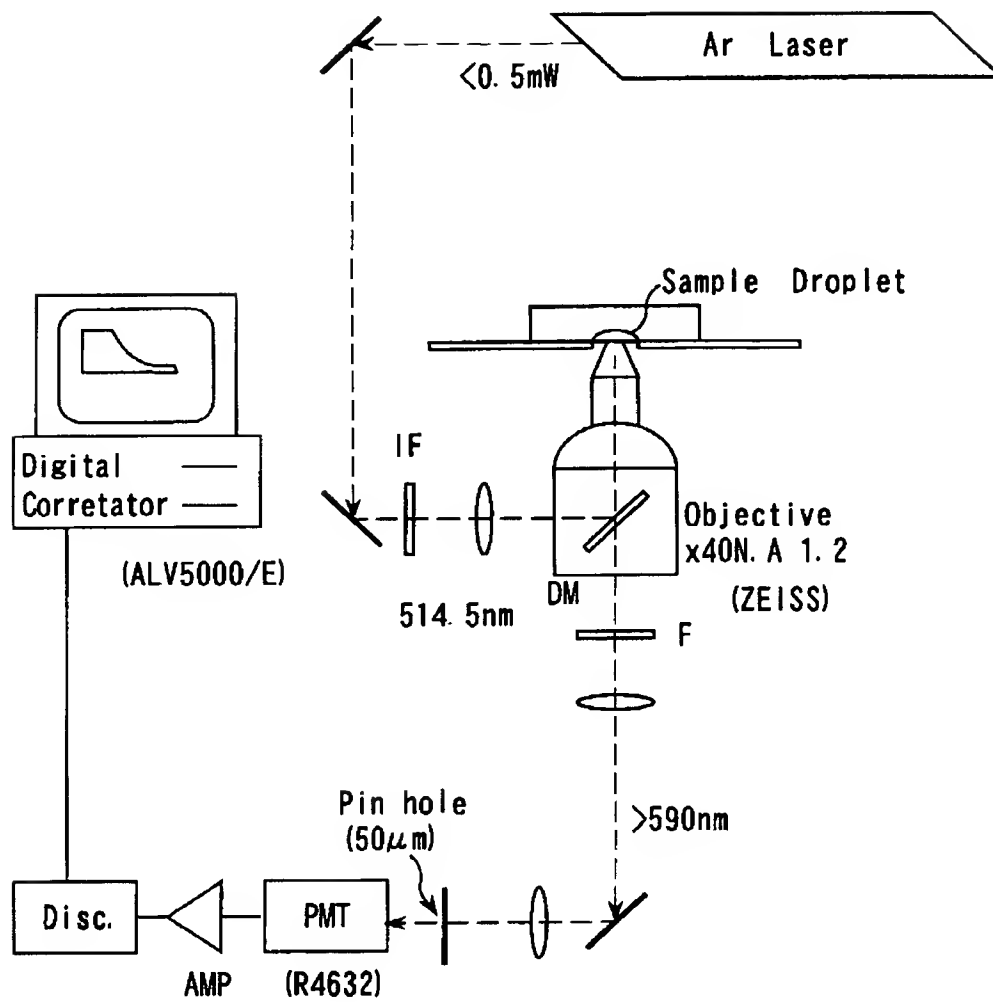 Ar Laser
<0.5mW
Sample Droplet
IF
Digital
Corretator
Objective
x40N.A 1.2
(ZEISS)
(ALV5000/E)
DM
514.5nm
F
Pin hole
(50μm)
>590nm
Disc.
PMT
AMP
(R4632)